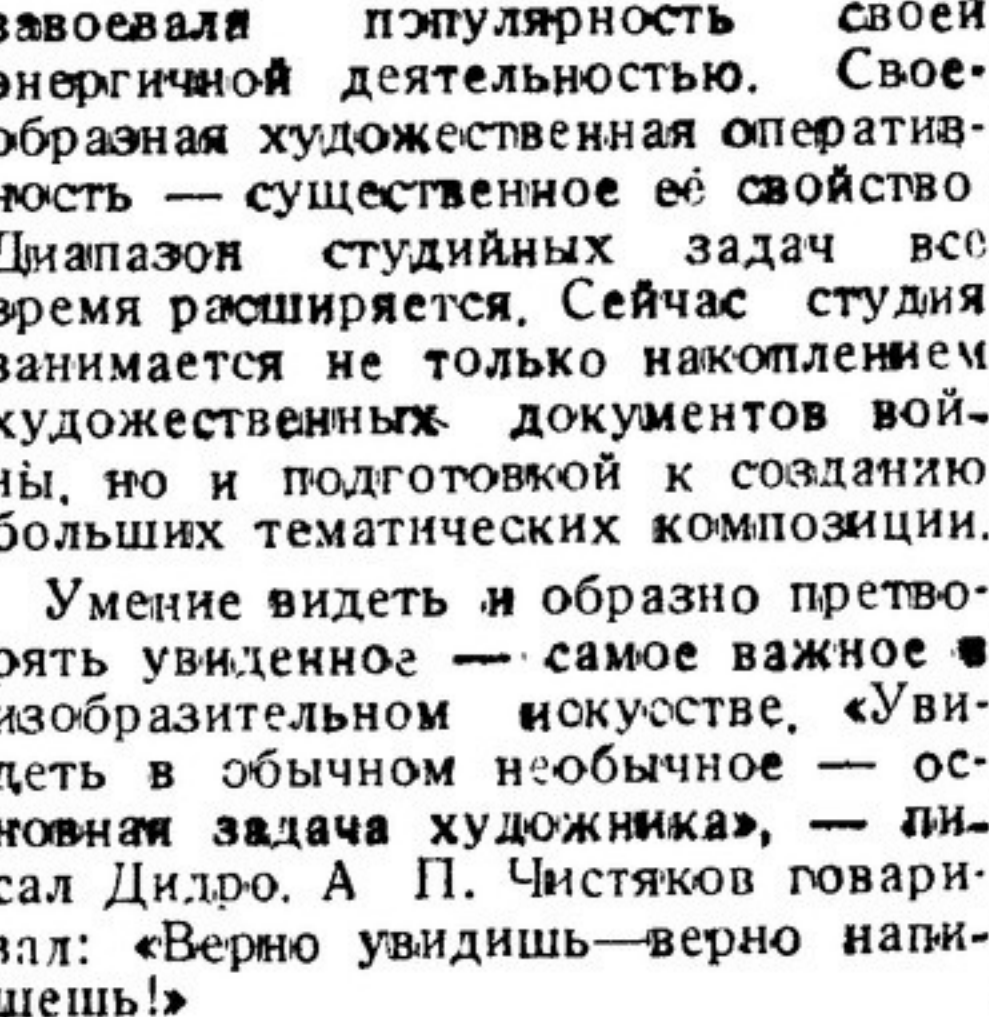 завоевала популярность своей
энергичной деятельностью. Свое-
образная художественная оператив-
ность — существенное её свойство
Диапазон студийных задач все
время расширяется. Сейчас студия
занимается не только накоплением
художественных документов вой-
ны, но и подготовкой к созданию
больших тематических композиции.
Умение видеть и образно претво-
рять увиденное — самое важное в
изобразительном искусстве. «Уви-
деть в обычном необычное — ос-
новная задача художника», — пи-
сал Дидро. А П. Чистяков говари-
вал: «Верно увидишь—верно напи-
шешь!»